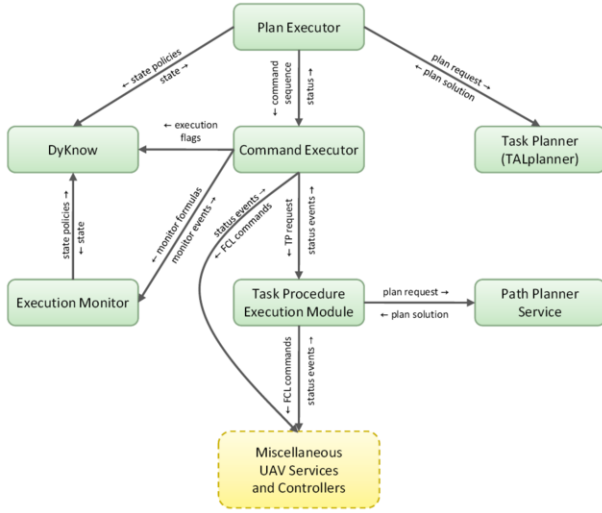 Plan Executor
← state policies
state →
← command
sequence
status →
plan request →
← plan solution
DyKnow
← execution
flags
Command Executor
Task Planner
(TALplanner)
state policies →
← state
← monitor formulas
monitor events →
status events →
← FCL commands
← TP request
status events →
Execution Monitor
Task Procedure
Execution Module
plan request →
← plan solution
Path Planner
Service
← FCL commands
status events →
Miscellaneous
UAV Services
and Controllers